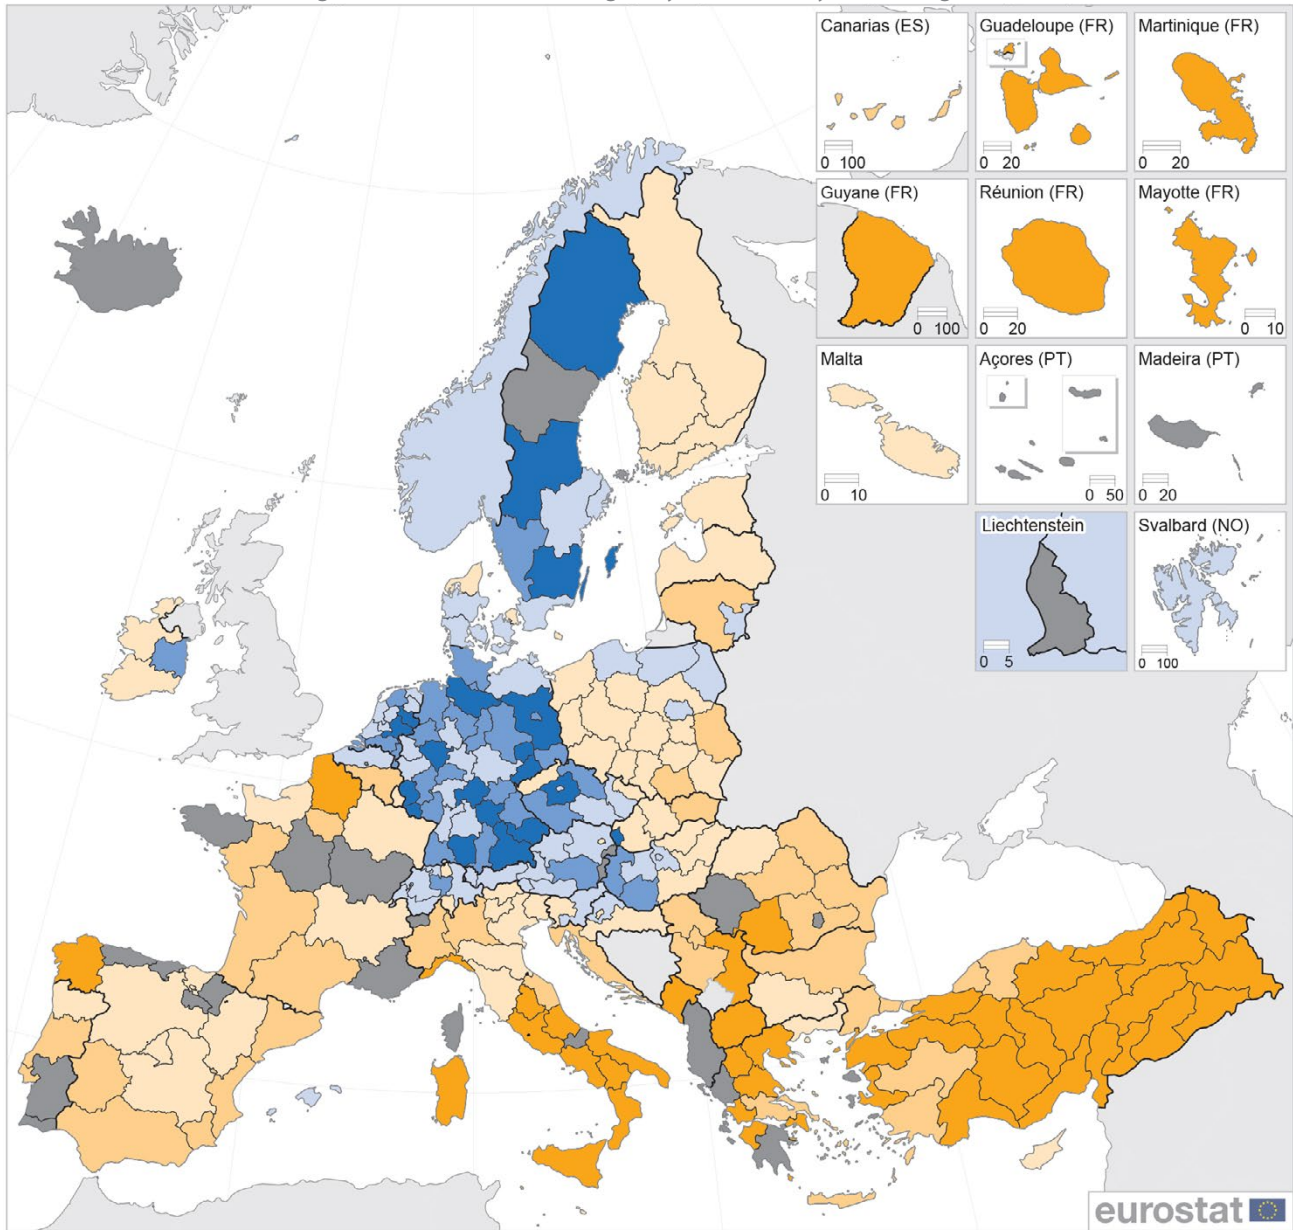 Canarias (ES)
0 100
Guadeloupe (FR)
0 20
Martinique (FR)
0 20
Guyane (FR)
0 100
Réunion (FR)
0 20
Mayotte (FR)
0 10
Malta
0 10
Açores (PT)
0 50
Madeira (PT)
0 20
Liechtenstein
0 5
Svalbard (NO)
0 100
eurostat